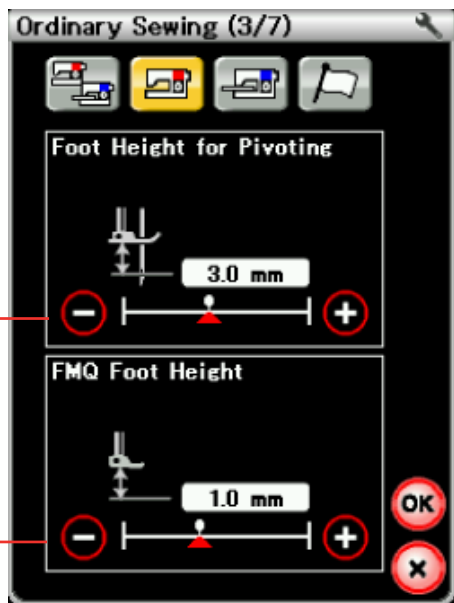 Ordinary Sewing (3/7)
Foot Height for Pivoting
3.0 mm
FMQ Foot Height
1.0 mm
OK